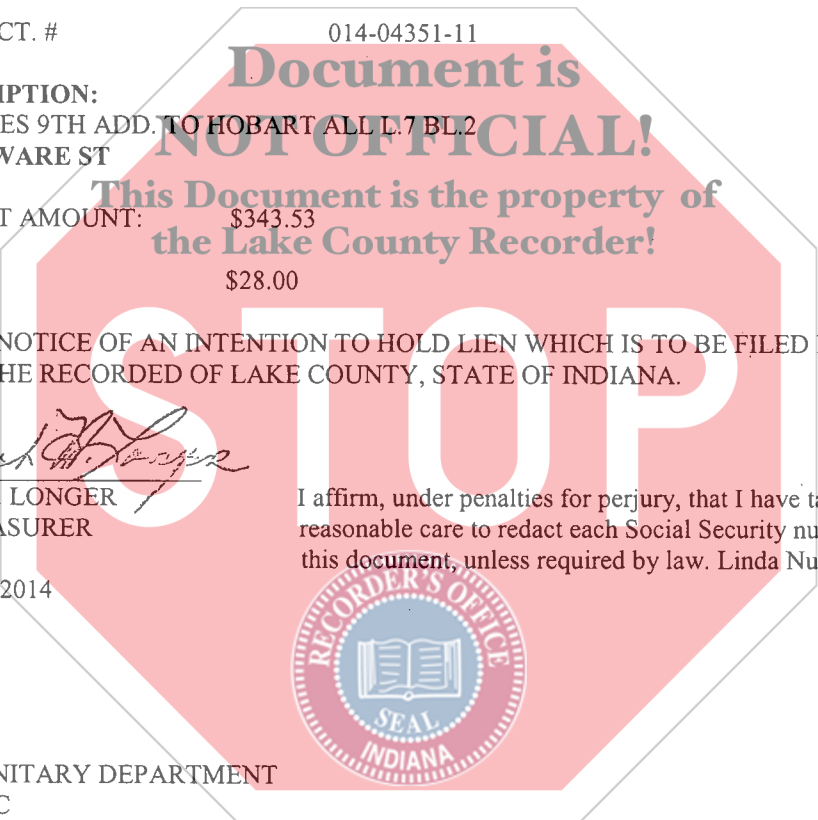 CT. # 014-04351-11
Document is
IPTION:
ES 9TH ADD. TO HOBART ALL L.7 BL.2
NOT OFFICIAL!
WARE ST
This Document is the property of
T AMOUNT: $343.53
the Lake County Recorder!
$28.00
STOP
NOTICE OF AN INTENTION TO HOLD LIEN WHICH IS TO BE FILED
HE RECORDED OF LAKE COUNTY, STATE OF INDIANA.
LONGER
ASURER
I affirm, under penalties for perjury, that I have ta
reasonable care to redact each Social Security nu
this document, unless required by law. Linda Nu
2014
RECORDER'S OFFICE
SEAL
INDIANA
NITARY DEPARTMENT
C